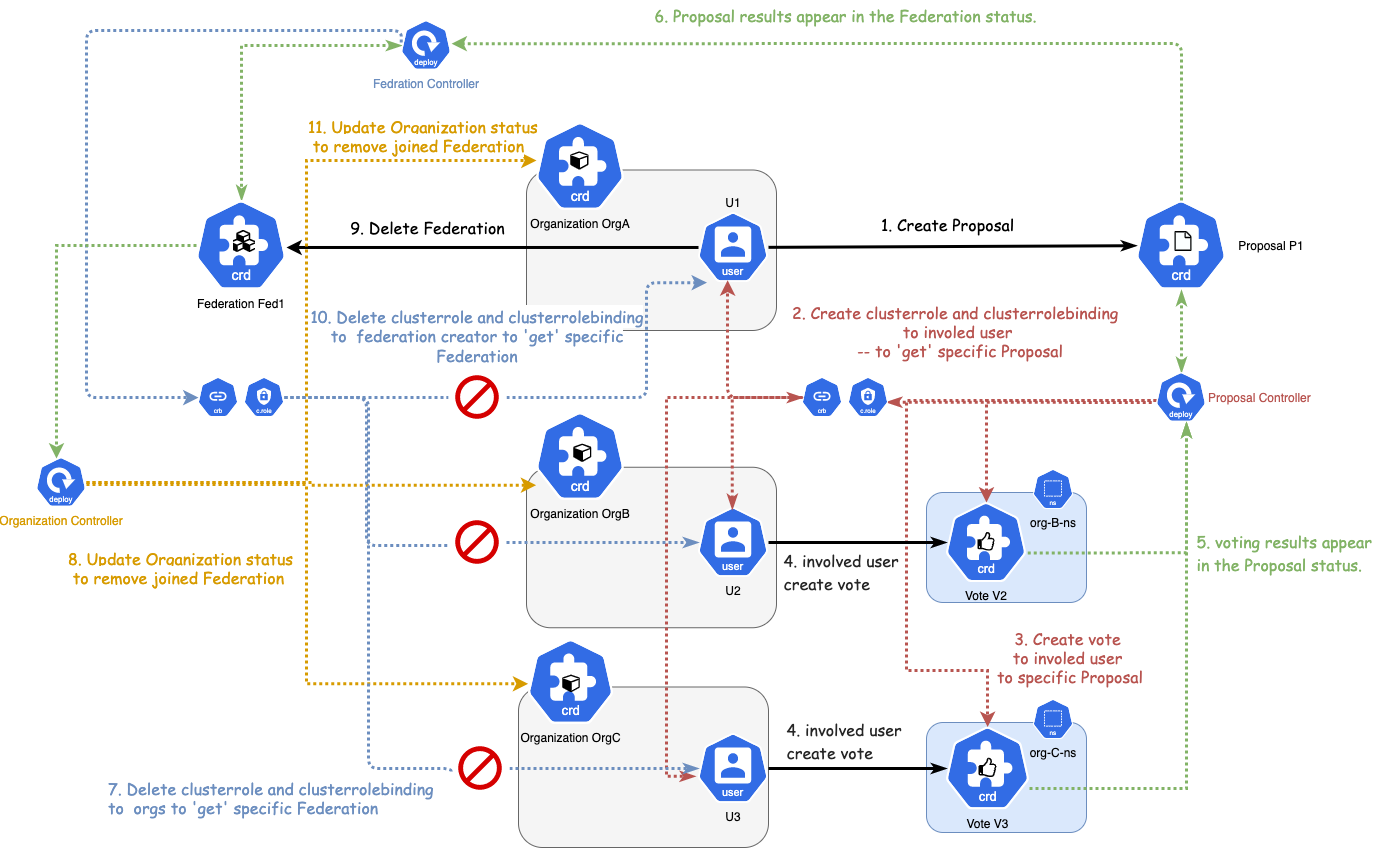 6. Proposal results appear in the Federation status.
deploy
Fedration Controller
11. Update Organization status
to remove joined Federation
crd
Organization OrgA
U1
user
9. Delete Federation
1. Create Proposal
crd
Federation Fed1
crd
Proposal P1
10. Delete clusterrole and clusterrolebinding
to federation creator to 'get' specific
Federation
2. Create clusterrole and clusterrolebinding
to involed user
-- to 'get' specific Proposal
crb
c.role
crb
c.role
deploy
Proposal Controller
deploy
Organization Controller
crd
Organization OrgB
user
U2
4. involved user
create vote
ns
org-B-ns
crd
Vote V2
5. voting results appear
in the Proposal status.
8. Update Organization status
to remove joined Federation
3. Create vote
to involed user
to specific Proposal
crd
Organization OrgC
user
U3
4. involved user
create vote
ns
org-C-ns
crd
Vote V3
7. Delete clusterrole and clusterrolebinding
to orgs to 'get' specific Federation